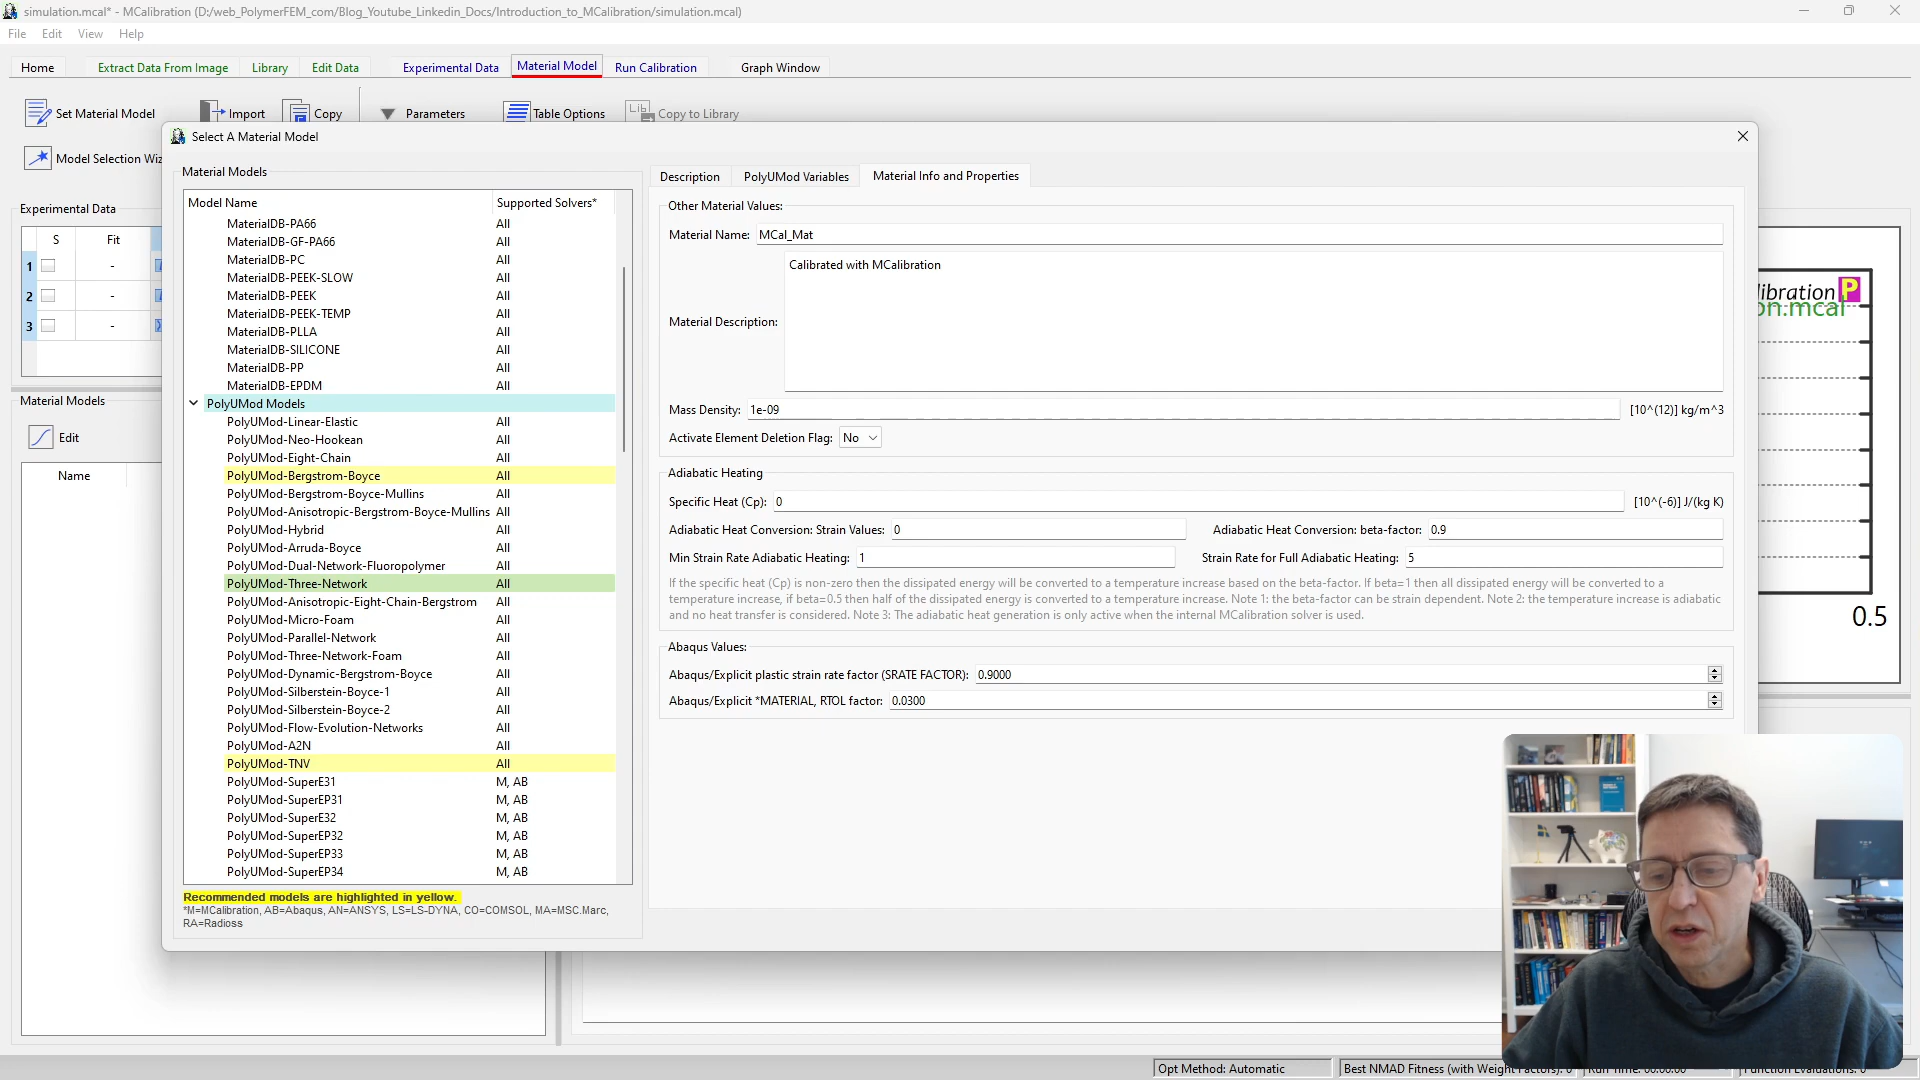 simulation.mcal* - MCalibration (D:/web_PolymerFEM_com/Blog_Youtube_Linkedin_Docs/Introduction_to_MCalibration/simulation.mcal)
File Edit View Help
Home Extract Data From Image Library Edit Data Experimental Data Material Model Run Calibration Graph Window
Set Material Model Import Copy Parameters Table Options Lib Copy to Library
Model Selection Wiz
Experimental Data
S Fit
1 -
2 -
3 -
Material Models
Edit
Name
Select A Material Model
Material Models
Model Name Supported Solvers*
MaterialDB-PA66 All
MaterialDB-GF-PA66 All
MaterialDB-PC All
MaterialDB-PEEK-SLOW All
MaterialDB-PEEK All
MaterialDB-PEEK-TEMP All
MaterialDB-PLLA All
MaterialDB-SILICONE All
MaterialDB-PP All
MaterialDB-EPDM All
PolyUMod Models
PolyUMod-Linear-Elastic All
PolyUMod-Neo-Hookean All
PolyUMod-Eight-Chain All
PolyUMod-Bergstrom-Boyce All
PolyUMod-Bergstrom-Boyce-Mullins All
PolyUMod-Anisotropic-Bergstrom-Boyce-Mullins All
PolyUMod-Hybrid All
PolyUMod-Arruda-Boyce All
PolyUMod-Dual-Network-Fluoropolymer All
PolyUMod-Three-Network All
PolyUMod-Anisotropic-Eight-Chain-Bergstrom All
PolyUMod-Micro-Foam All
PolyUMod-Parallel-Network All
PolyUMod-Three-Network-Foam All
PolyUMod-Dynamic-Bergstrom-Boyce All
PolyUMod-Silberstein-Boyce-1 All
PolyUMod-Silberstein-Boyce-2 All
PolyUMod-Flow-Evolution-Networks All
PolyUMod-A2N All
PolyUMod-TNV All
PolyUMod-SuperE31 M, AB
PolyUMod-SuperEP31 M, AB
PolyUMod-SuperE32 M, AB
PolyUMod-SuperEP32 M, AB
PolyUMod-SuperEP33 M, AB
PolyUMod-SuperEP34 M, AB
Recommended models are highlighted in yellow.
*M=MCalibration, AB=Abaqus, AN=ANSYS, LS=LS-DYNA, CO=COMSOL, MA=MSC.Marc,
RA=Radioss
Description PolyUMod Variables Material Info and Properties
Other Material Values:
Material Name: MCal_Mat
Material Description: Calibrated with MCalibration
Mass Density: 1e-09 [10^(12)] kg/m^3
Activate Element Deletion Flag: No
Adiabatic Heating
Specific Heat (Cp): 0 [10^(-6)] J/(kg K)
Adiabatic Heat Conversion: Strain Values: 0 Adiabatic Heat Conversion: beta-factor: 0.9
Min Strain Rate Adiabatic Heating: 1 Strain Rate for Full Adiabatic Heating: 5
If the specific heat (Cp) is non-zero then the dissipated energy will be converted to a temperature increase based on the beta-factor. If beta=1 then all dissipated energy will be converted to a
temperature increase, if beta=0.5 then half of the dissipated energy is converted to a temperature increase. Note 1: the beta-factor can be strain dependent. Note 2: the temperature increase is adiabatic
and no heat transfer is considered. Note 3: The adiabatic heat generation is only active when the internal MCalibration solver is used.
Abaqus Values:
Abaqus/Explicit plastic strain rate factor (SRATE FACTOR): 0.9000
Abaqus/Explicit *MATERIAL, RTOL factor: 0.0300
libration P
on.mcal
0.5
Opt Method: Automatic Best NMAD Fitness (with Weight Factors): 0 Run Time: 00:00:00 Function Evaluations: 0